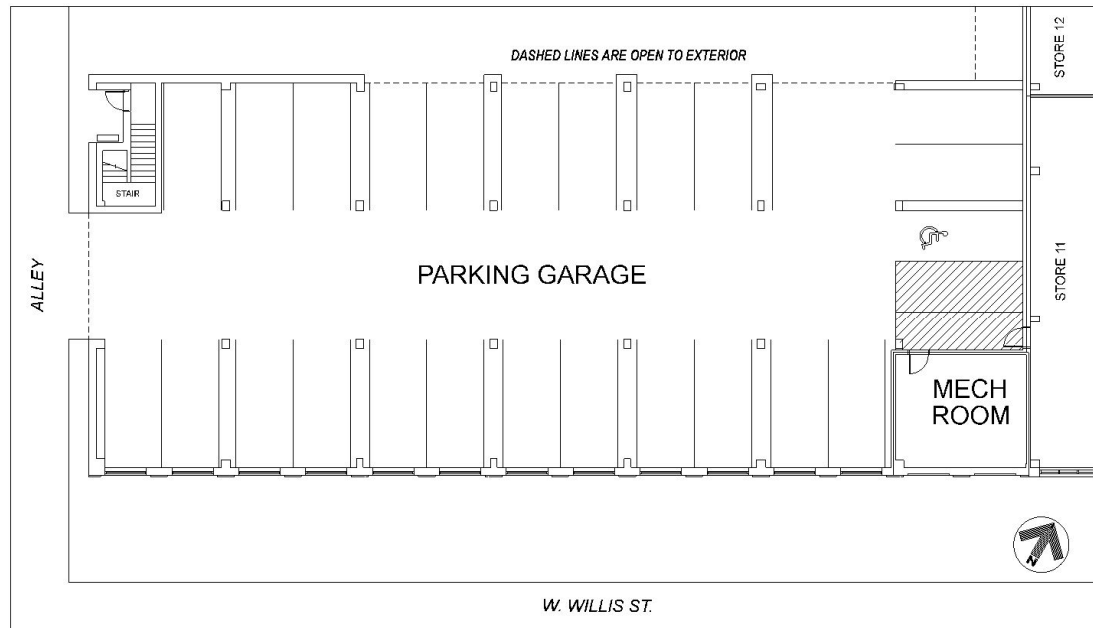 DASHED LINES ARE OPEN TO EXTERIOR
STORE 12
STAIR
ALLEY
PARKING GARAGE
STORE 11
MECH
ROOM
N
W. WILLIS ST.